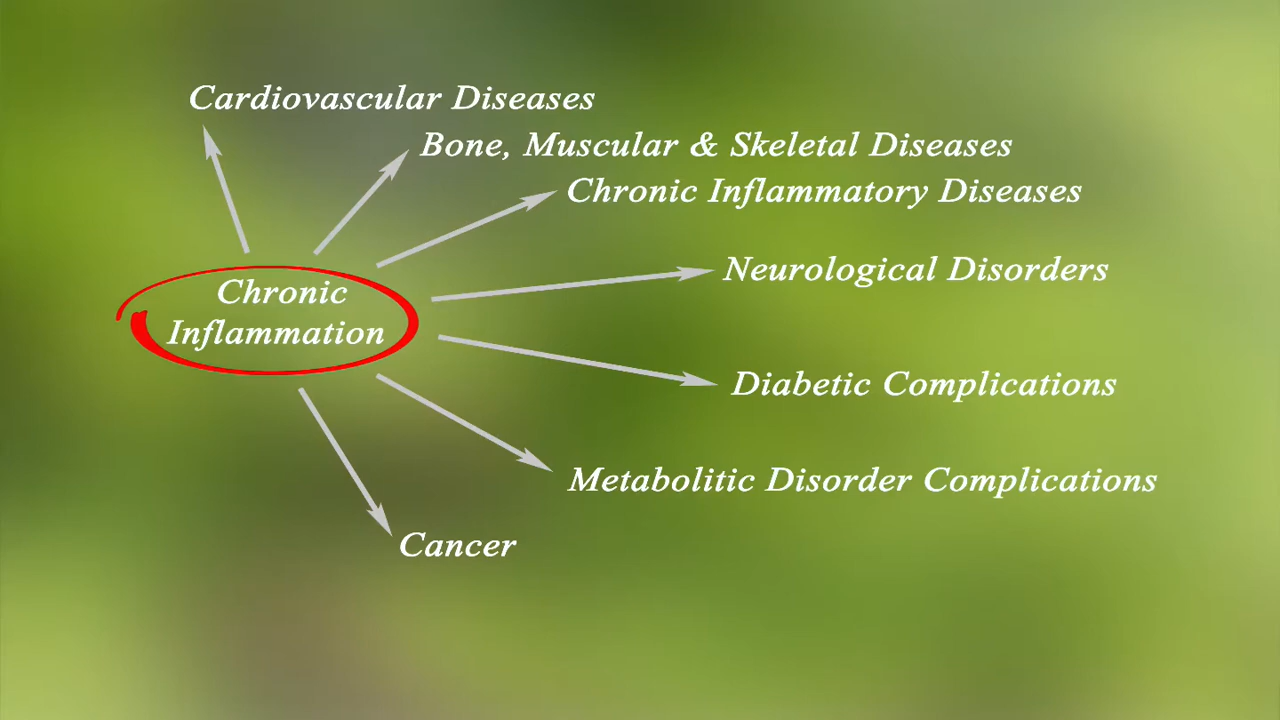 Cardiovascular Diseases
Bone, Muscular & Skeletal Diseases
Chronic Inflammatory Diseases
Neurological Disorders
Chronic
Inflammation
Diabetic Complications
Metabolitic Disorder Complications
Cancer